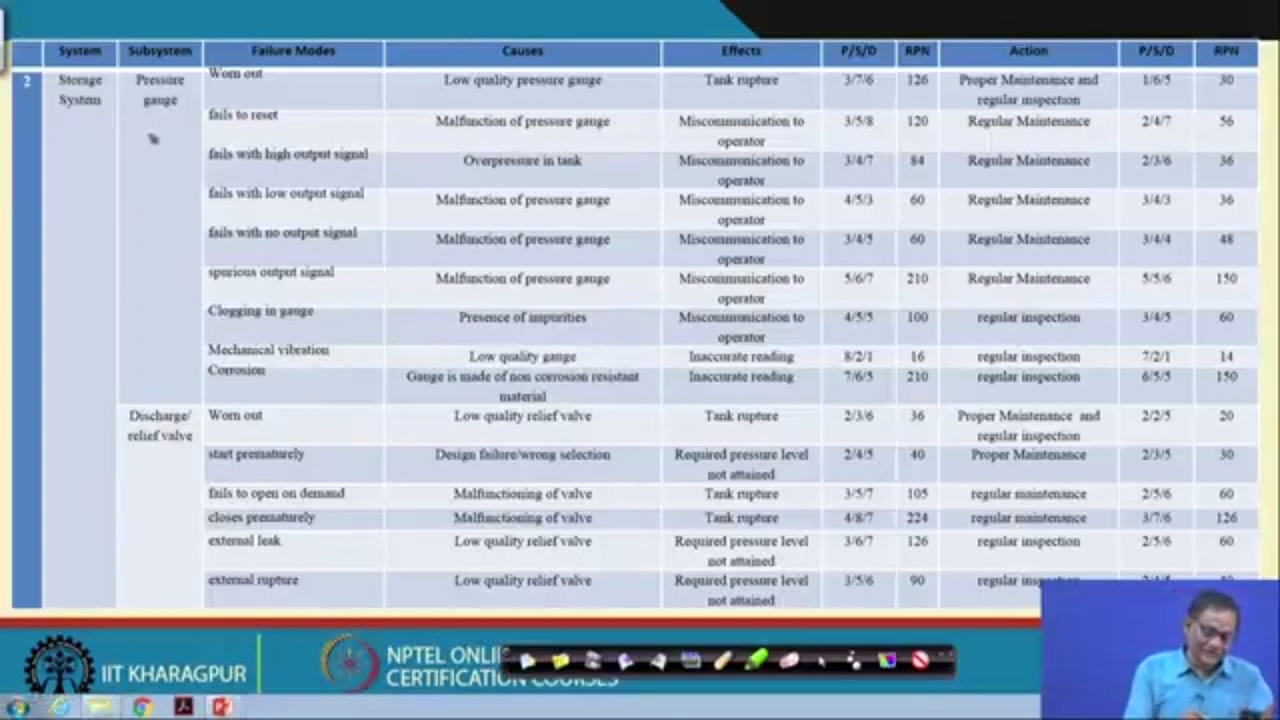 System Subsystem Failure Modes Causes Effects P/S/D RPN Action P/S/D RPN
2 Storage System Pressure gauge Worn out Low quality pressure gauge Tank rupture 3/7/6 126 Proper Maintenance and regular inspection 1/6/5 30
fails to reset Malfunction of pressure gauge Miscommunication to operator 3/5/8 120 Regular Maintenance 2/4/7 56
fails with high output signal Overpressure in tank Miscommunication to operator 3/4/7 84 Regular Maintenance 2/3/6 36
fails with low output signal Malfunction of pressure gauge Miscommunication to operator 4/5/3 60 Regular Maintenance 3/4/3 36
fails with no output signal Malfunction of pressure gauge Miscommunication to operator 3/4/5 60 Regular Maintenance 3/4/4 48
spurious output signal Malfunction of pressure gauge Miscommunication to operator 5/6/7 210 Regular Maintenance 5/5/6 150
Clogging in gauge Presence of impurities Miscommunication to operator 4/5/5 100 regular inspection 3/4/5 60
Mechanical vibration Low quality gauge Inaccurate reading 8/2/1 16 regular inspection 7/2/1 14
Corrosion Gauge is made of non corrosion resistant material Inaccurate reading 7/6/5 210 regular inspection 6/5/5 150
Discharge/ relief valve Worn out Low quality relief valve Tank rupture 2/3/6 36 Proper Maintenance and regular inspection 2/2/5 20
start prematurely Design failure/wrong selection Required pressure level not attained 2/4/5 40 Proper Maintenance 2/3/5 30
fails to open on demand Malfunctioning of valve Tank rupture 3/5/7 105 regular maintenance 2/5/6 60
closes prematurely Malfunctioning of valve Tank rupture 4/8/7 224 regular maintenance 3/7/6 126
external leak Low quality relief valve Required pressure level not attained 3/6/7 126 regular inspection 2/5/6 60
external rupture Low quality relief valve Required pressure level not attained 3/5/6 90 regular
IIT KHARAGPUR
NPTEL
CERTIFICATION COURSES